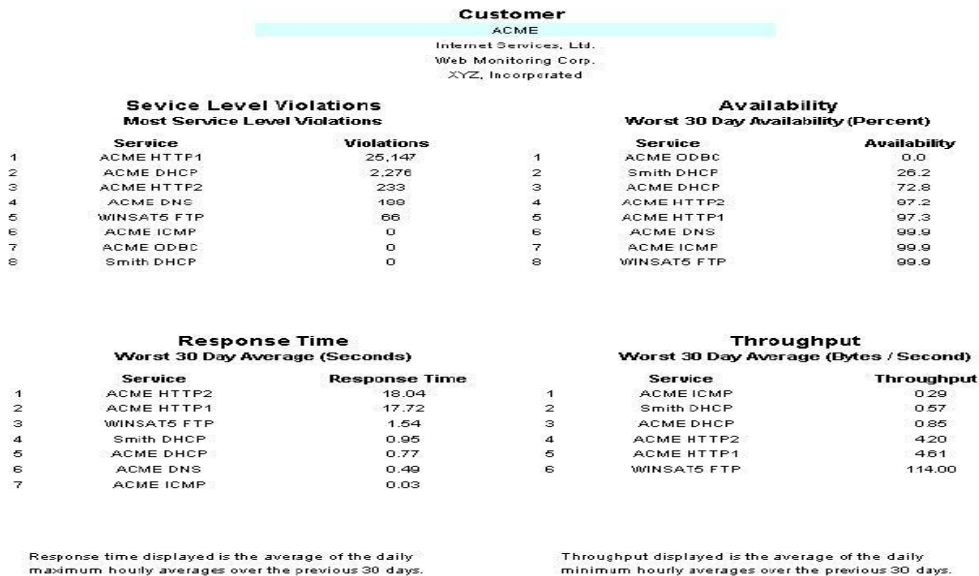 Customer
ACME
Internet Services, Ltd.
Web Monitoring Corp.
XYZ, Incorporated
Sevice Level Violations
Most Service Level Violations
Service Violations
1 ACME HTTP1 25,147
2 ACME DHCP 2,276
3 ACME HTTP2 233
4 ACME DNS 188
5 WINSAT5 FTP 66
6 ACME ICMP 0
7 ACME ODBC 0
8 Smith DHCP 0
Availability
Worst 30 Day Availability (Percent)
Service Availability
1 ACME ODBC 0.0
2 Smith DHCP 26.2
3 ACME DHCP 72.8
4 ACME HTTP2 97.2
5 ACME HTTP1 97.3
6 ACME DNS 99.9
7 ACME ICMP 99.9
8 WINSAT5 FTP 99.9
Response Time
Worst 30 Day Average (Seconds)
Service Response Time
1 ACME HTTP2 18.04
2 ACME HTTP1 17.72
3 WINSAT5 FTP 1.54
4 Smith DHCP 0.95
5 ACME DHCP 0.77
6 ACME DNS 0.49
7 ACME ICMP 0.03
Throughput
Worst 30 Day Average (Bytes / Second)
Service Throughput
1 ACME ICMP 0.29
2 Smith DHCP 0.57
3 ACME DHCP 0.85
4 ACME HTTP2 4.20
5 ACME HTTP1 4.61
6 WINSAT5 FTP 114.00
Response time displayed is the average of the daily
maximum hourly averages over the previous 30 days.
Throughput displayed is the average of the daily
minimum hourly averages over the previous 30 days.